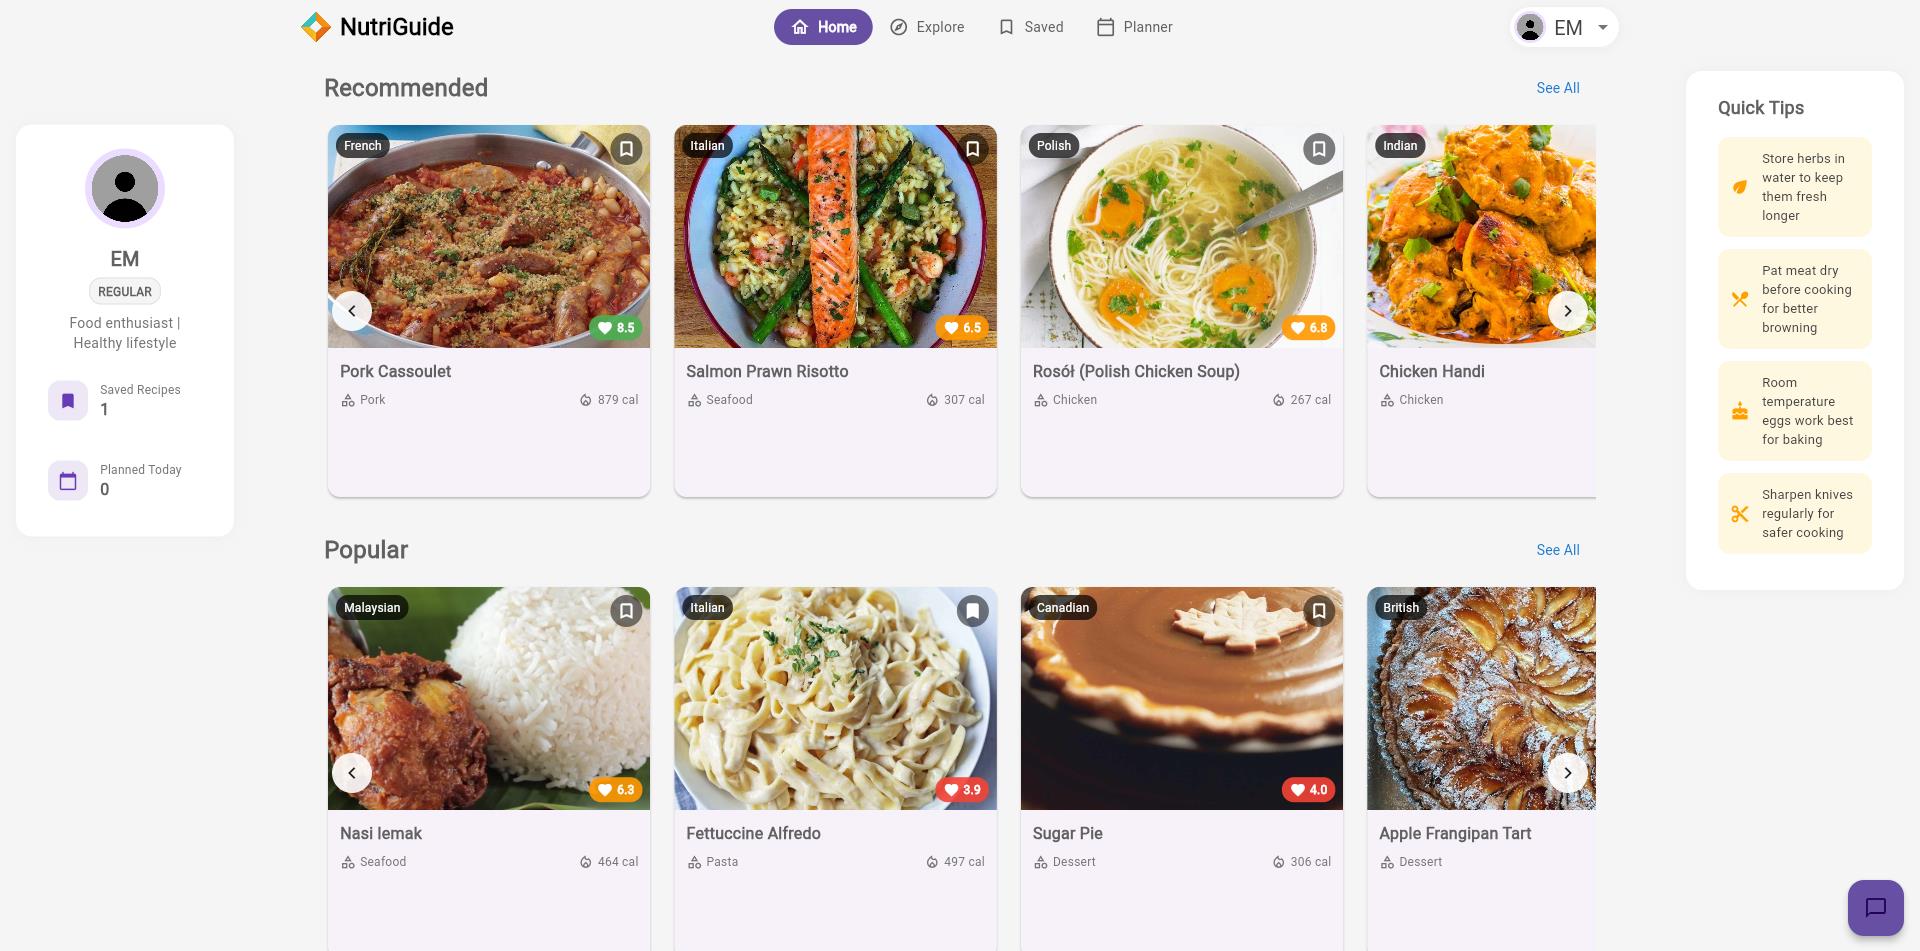 NutriGuide
Home
Explore
Saved
Planner
EM
Recommended
See All
French
8.5
Pork Cassoulet
Pork
879 cal
Italian
6.5
Salmon Prawn Risotto
Seafood
307 cal
Polish
6.8
Rosół (Polish Chicken Soup)
Chicken
267 cal
Indian
Chicken Handi
Chicken
EM
REGULAR
Food enthusiast |
Healthy lifestyle
Saved Recipes
1
Planned Today
0
Quick Tips
Store herbs in
water to keep
them fresh
longer
Pat meat dry
before cooking
for better
browning
Room
temperature
eggs work best
for baking
Sharpen knives
regularly for
safer cooking
Popular
See All
Malaysian
6.3
Nasi lemak
Seafood
464 cal
Italian
3.9
Fettuccine Alfredo
Pasta
497 cal
Canadian
4.0
Sugar Pie
Dessert
306 cal
British
Apple Frangipan Tart
Dessert